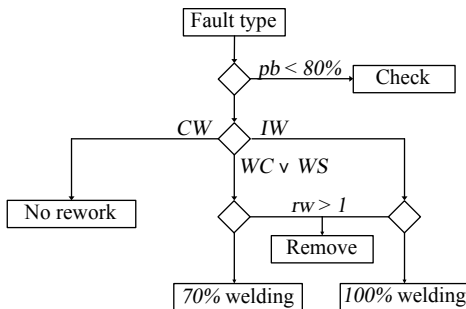 Fault type
pb < 80%
Check
CW
IW
WC ∨ WS
No rework
rw > 1
Remove
70% welding
100% welding